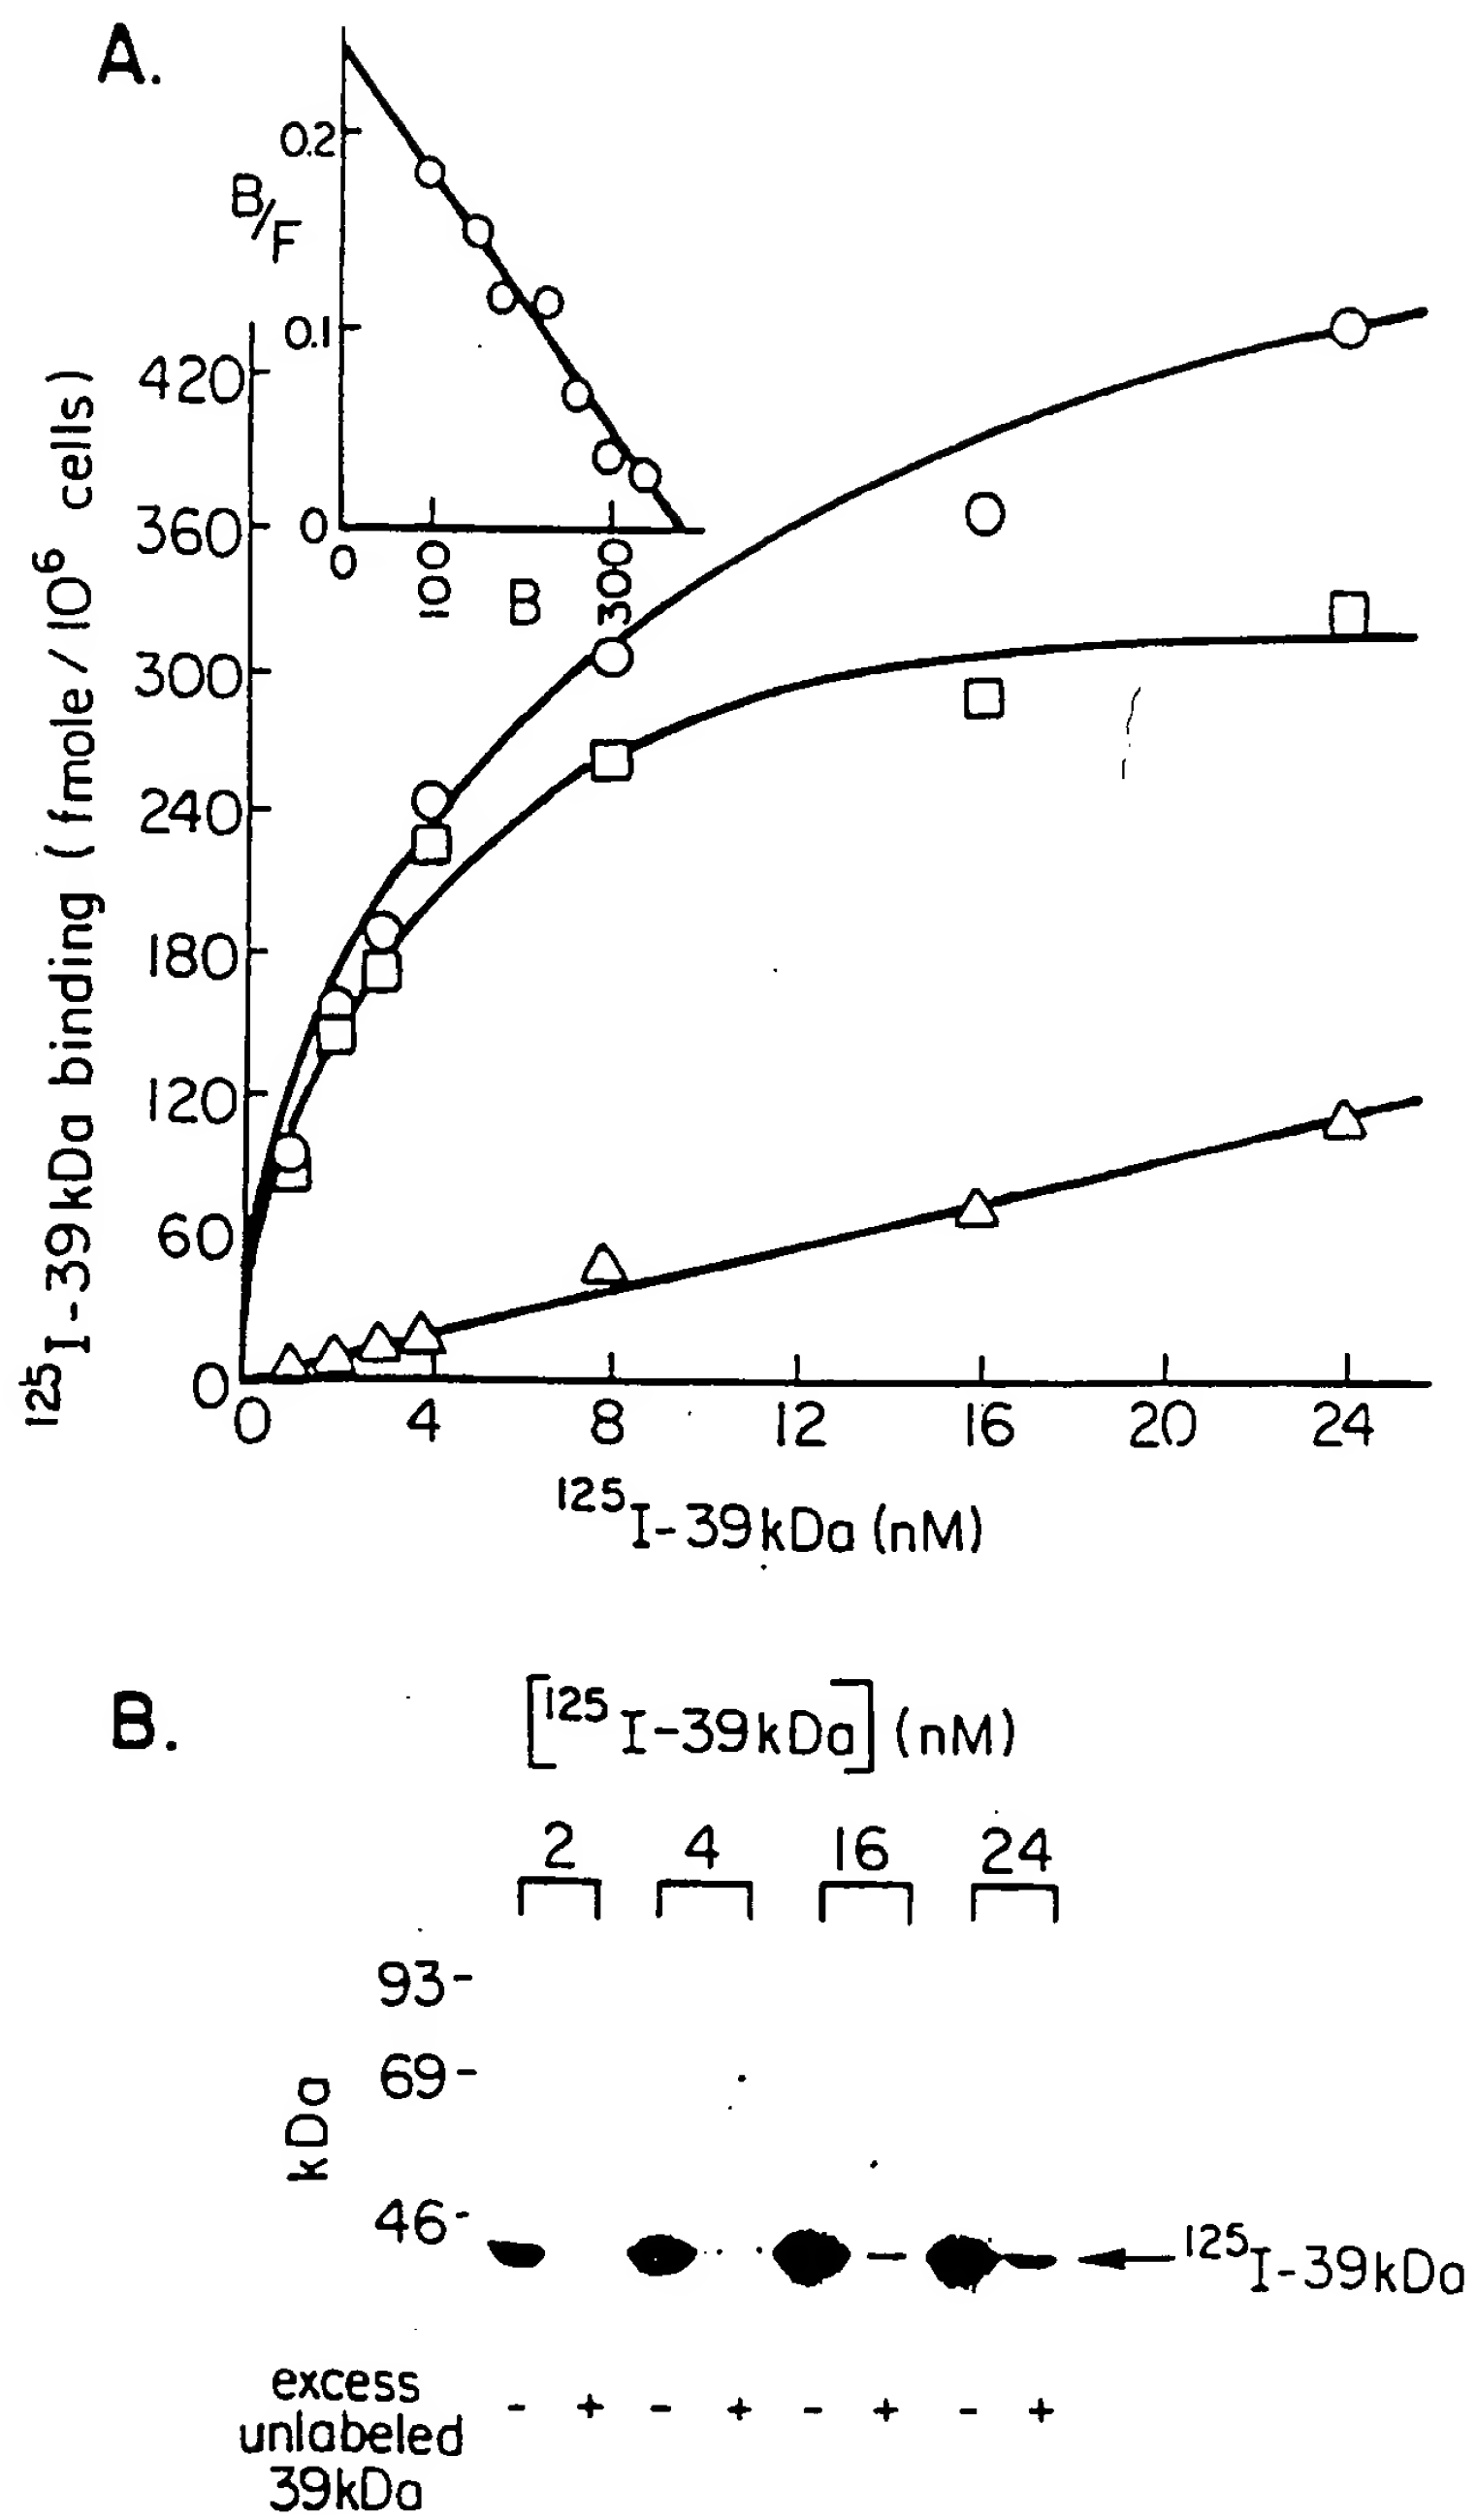 A.
0.2
B/F
0.1
0
0
100
B
300
¹²⁵I-39kDa binding (fmole/10⁶ cells)
420
360
300
240
180
120
60
0
0 4 8 12 16 20 24
¹²⁵I-39kDa (nM)
B.
[¹²⁵I-39kDa] (nM)
2 4 16 24
kDa
93-
69-
46-
¹²⁵I-39kDa
excess
unlabeled
39kDa
- + - + - + - +